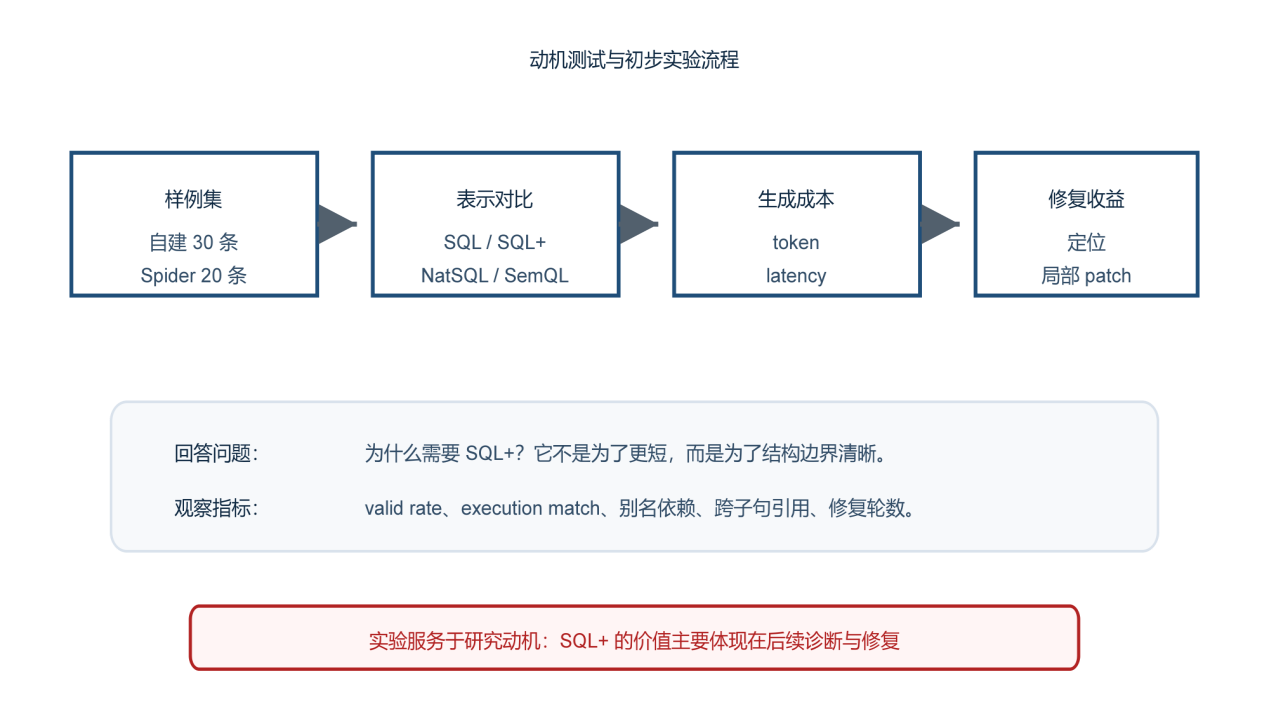 动机测试与初步实验流程
样例集
自建 30 条
Spider 20 条
表示对比
SQL / SQL+
NatSQL / SemQL
生成成本
token
latency
修复收益
定位
局部 patch
回答问题： 为什么需要 SQL+？它不是为了更短，而是为了结构边界清晰。
观察指标： valid rate、execution match、别名依赖、跨子句引用、修复轮数。
实验服务于研究动机：SQL+ 的价值主要体现在后续诊断与修复